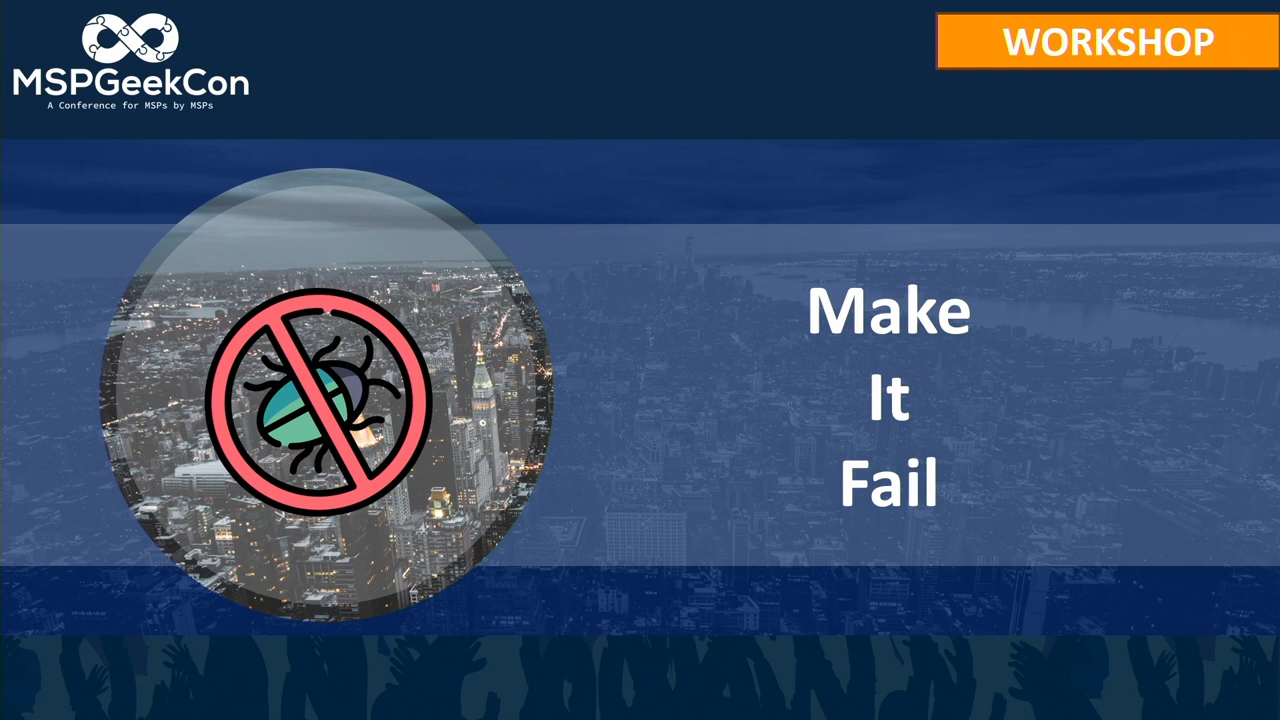 MSPGeekCon
A Conference for MSPs by MSPs
WORKSHOP
Make
It
Fail